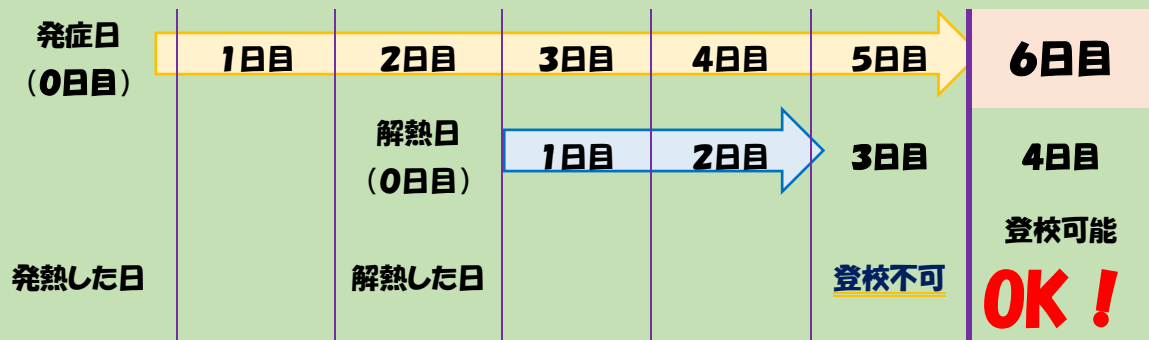 発症日
（0日目）
1日目
2日目
3日目
4日目
5日目
6日目
解熱日
（0日目）
1日目
2日目
3日目
4日目
登校可能
発熱した日
解熱した日
登校不可
OK！